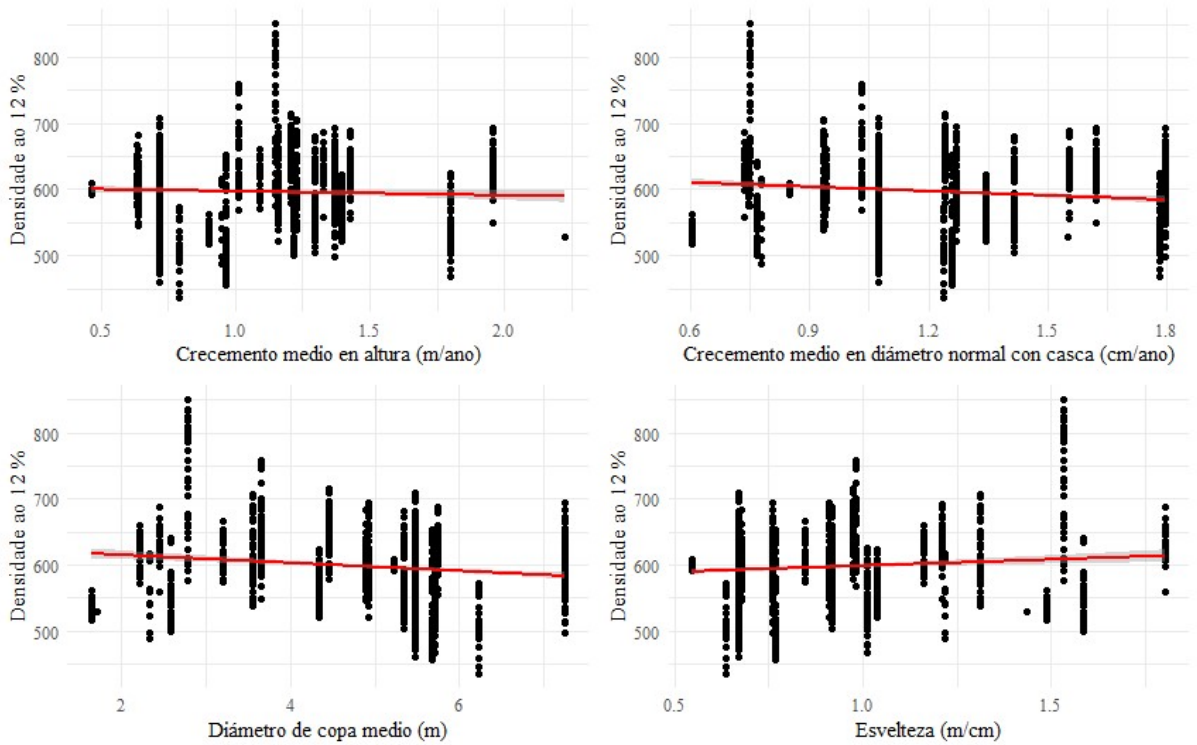 Densidade ao 12 %
800
700
600
500
0.5 1.0 1.5 2.0
Crecemento medio en altura (m/ano)
Densidade ao 12 %
800
700
600
500
0.6 0.9 1.2 1.5 1.8
Crecemento medio en diámetro normal con casca (cm/ano)
Densidade ao 12 %
800
700
600
500
2 4 6
Diámetro de copa medio (m)
Densidade ao 12 %
800
700
600
500
0.5 1.0 1.5
Esvelteza (m/cm)